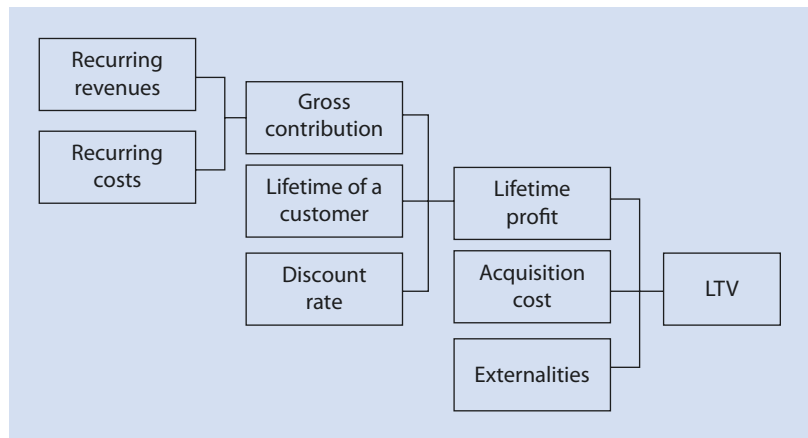 Recurring
revenues
Recurring
costs
Gross
contribution
Lifetime of a
customer
Discount
rate
Lifetime
profit
Acquisition
cost
Externalities
LTV